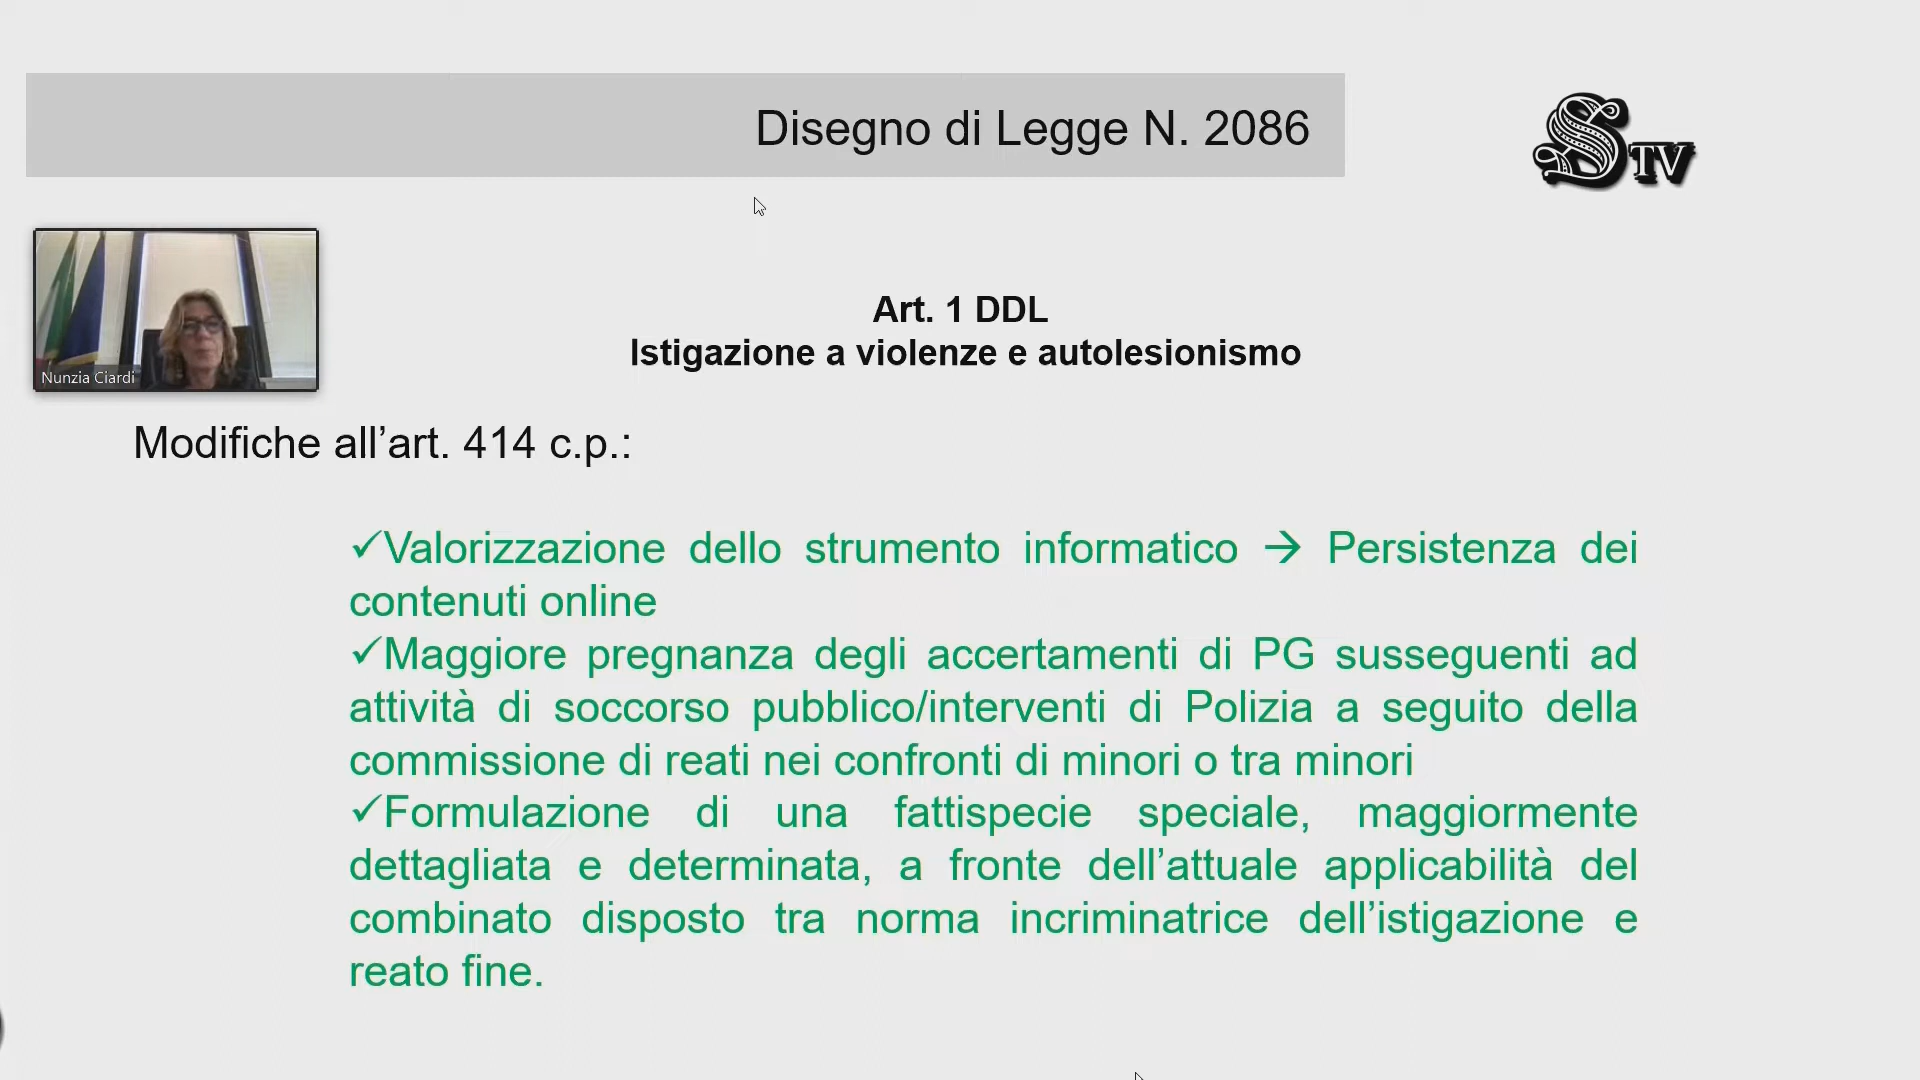 Disegno di Legge N. 2086
STV
Nunzia Ciardi
Art. 1 DDL
Istigazione a violenze e autolesionismo
Modifiche all’art. 414 c.p.:
✓Valorizzazione dello strumento informatico → Persistenza dei
contenuti online
✓Maggiore pregnanza degli accertamenti di PG susseguenti ad
attività di soccorso pubblico/interventi di Polizia a seguito della
commissione di reati nei confronti di minori o tra minori
✓Formulazione di una fattispecie speciale, maggiormente
dettagliata e determinata, a fronte dell’attuale applicabilità del
combinato disposto tra norma incriminatrice dell’istigazione e
reato fine.